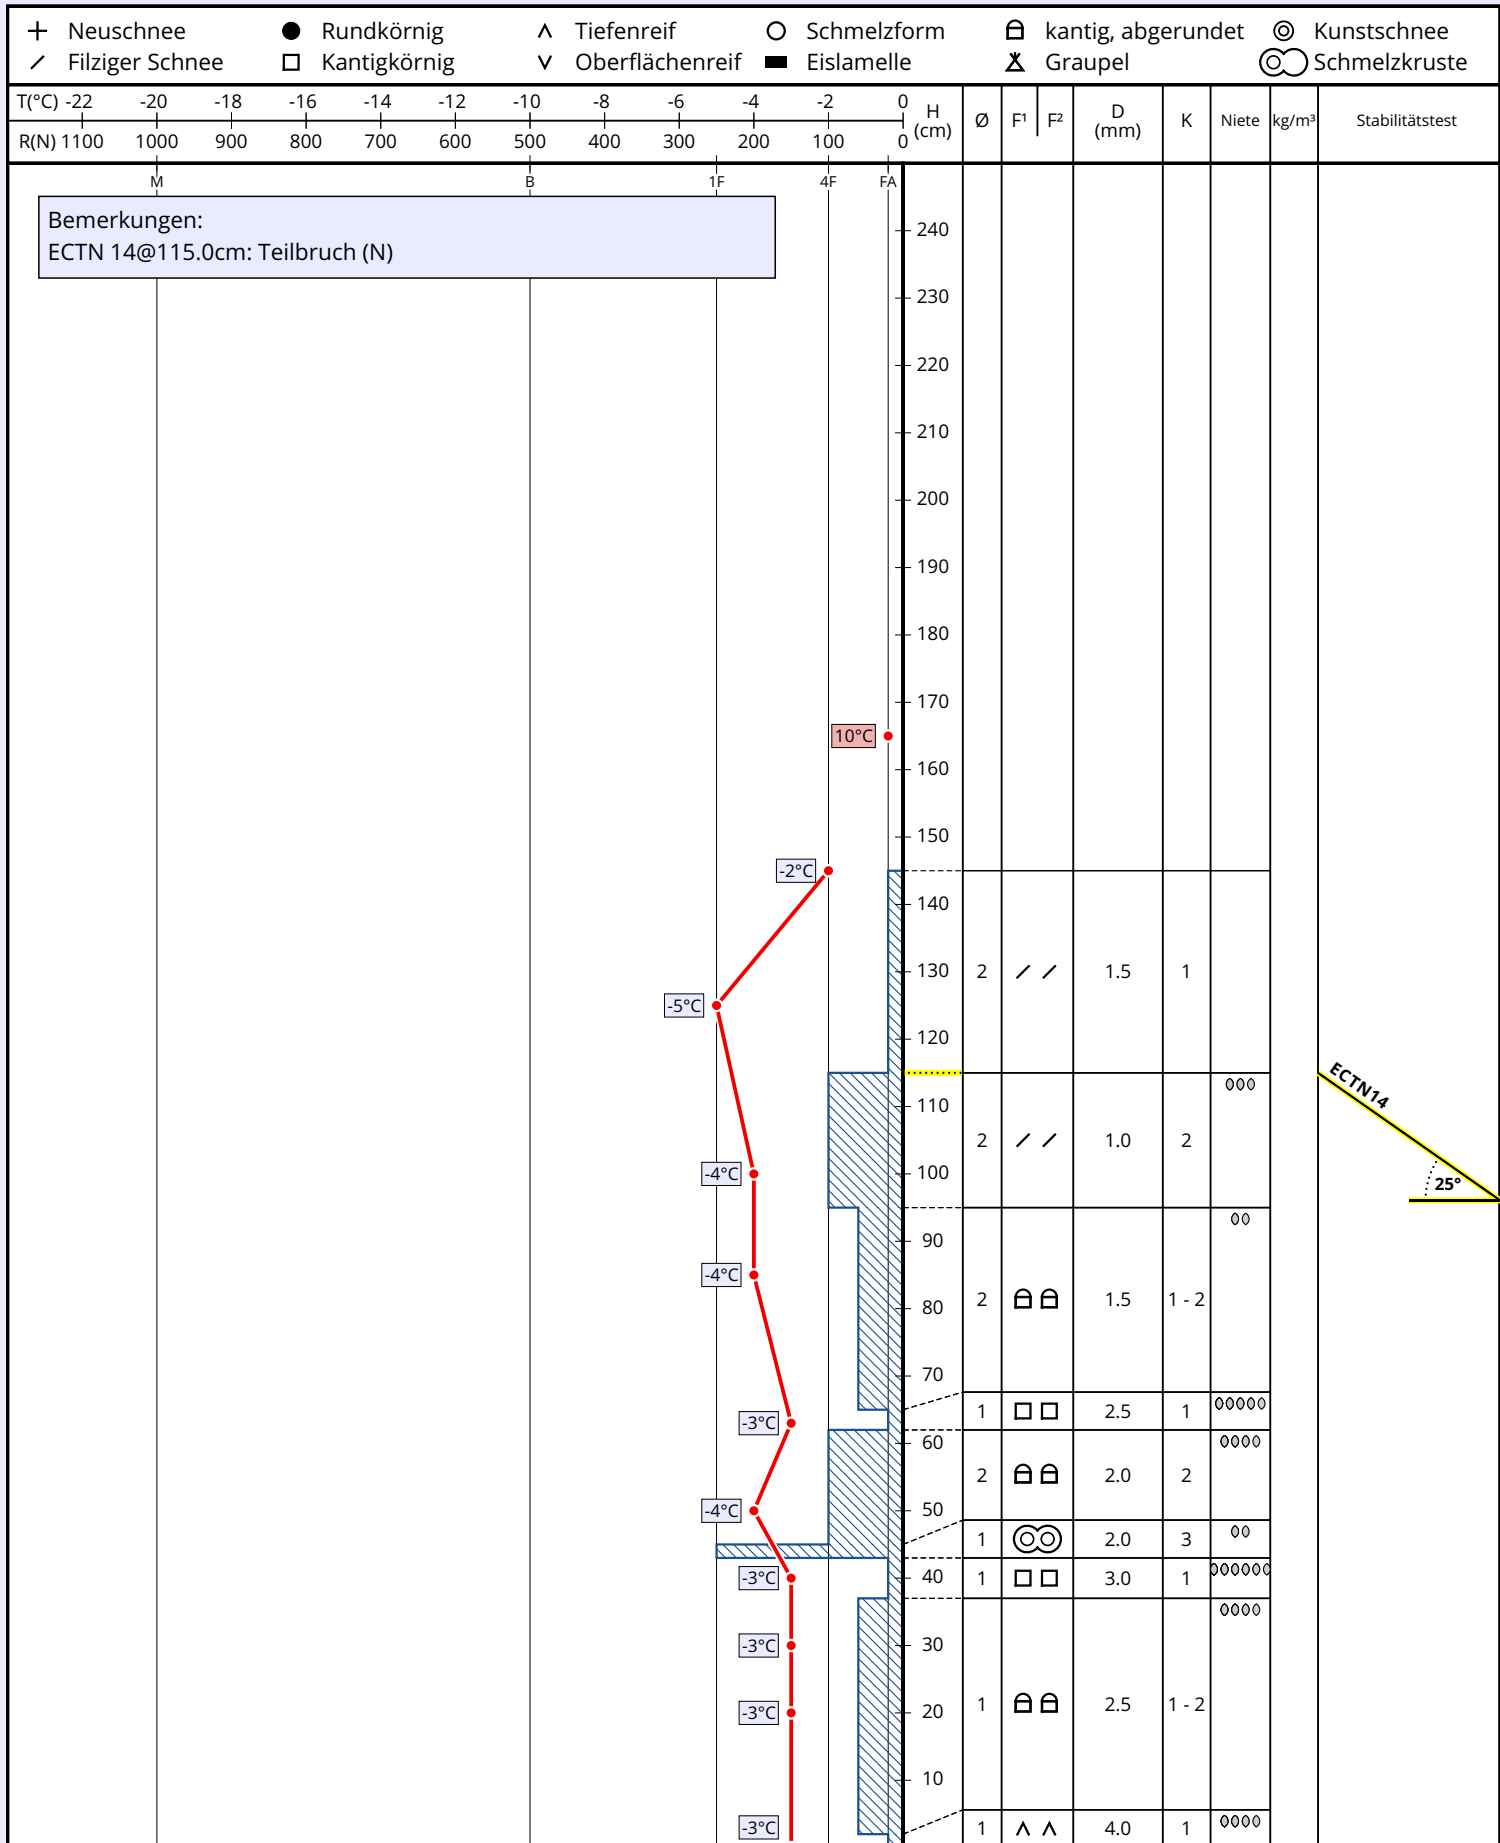 Neuschnee Rundkörnig Tiefenreif Schmelzform kantig, abgerundet Kunstschnee
Filziger Schnee Kantigkörnig Oberflächenreif Eislamelle Graupel Schmelzkruste
T(°C) -22 -20 -18 -16 -14 -12 -10 -8 -6 -4 -2 0
R(N) 1100 1000 900 800 700 600 500 400 300 200 100 0
H (cm) Ø F¹ F² D (mm) K Niete kg/m³ Stabilitätstest
M B 1F 4F FA
Bemerkungen:
ECTN 14@115.0cm: Teilbruch (N)
240
230
220
210
200
190
180
170
10°C
160
150
-2°C
140
130 2 1.5 1
-5°C
120
ECTN14
110
2 1.0 2
-4°C 100
25°
90
-4°C
80 2 1.5 1 - 2
70
1 2.5 1
-3°C
60
2 2.0 2
-4°C 50
1 2.0 3
-3°C 40 1 3.0 1
-3°C 30
1 2.5 1 - 2
-3°C 20
10
-3°C 1 4.0 1